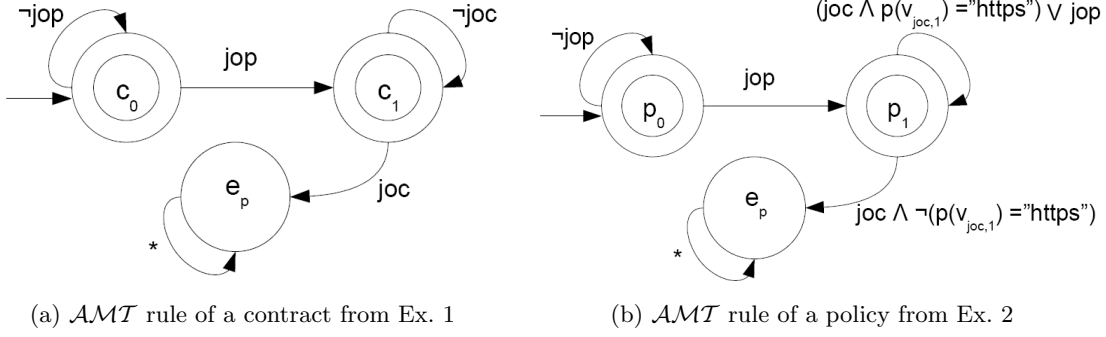 ¬jop
¬joc
jop
c0
c1
ep
joc
*
(a) 𝒜ℳ𝒯 rule of a contract from Ex. 1
(joc Λ p(vjoc,1) =”https”) V jop
¬jop
jop
p0
p1
ep
joc Λ ¬(p(vjoc,1) =”https”)
*
(b) 𝒜ℳ𝒯 rule of a policy from Ex. 2